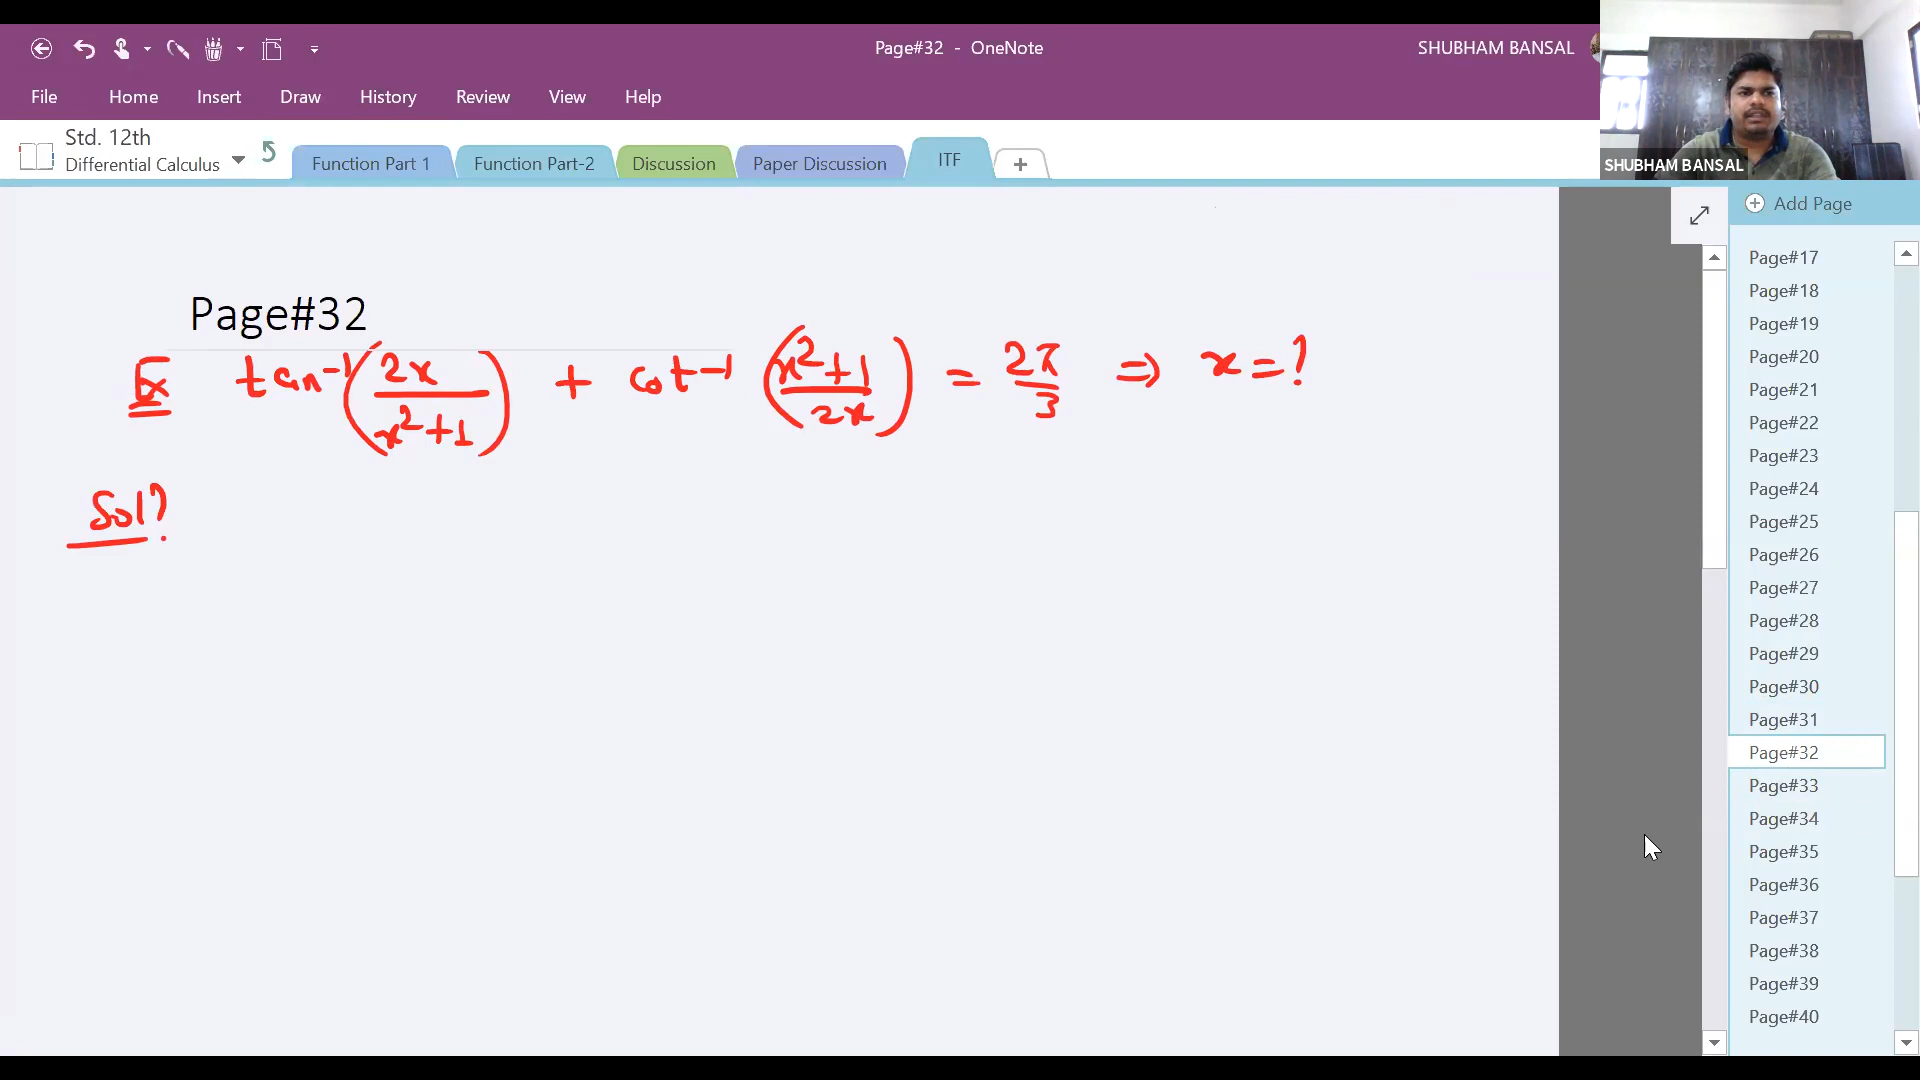 Page#32 - OneNote
SHUBHAM BANSAL
File Home Insert Draw History Review View Help
Std. 12th
Differential Calculus
Function Part 1
Function Part-2
Discussion
Paper Discussion
ITF
SHUBHAM BANSAL
Add Page
Page#32
Ex tan⁻¹(2x/(x²+1)) + cot⁻¹((x²+1)/2x) = 2π/3 ⇒ x=?
Sol?
Page#17
Page#18
Page#19
Page#20
Page#21
Page#22
Page#23
Page#24
Page#25
Page#26
Page#27
Page#28
Page#29
Page#30
Page#31
Page#32
Page#33
Page#34
Page#35
Page#36
Page#37
Page#38
Page#39
Page#40